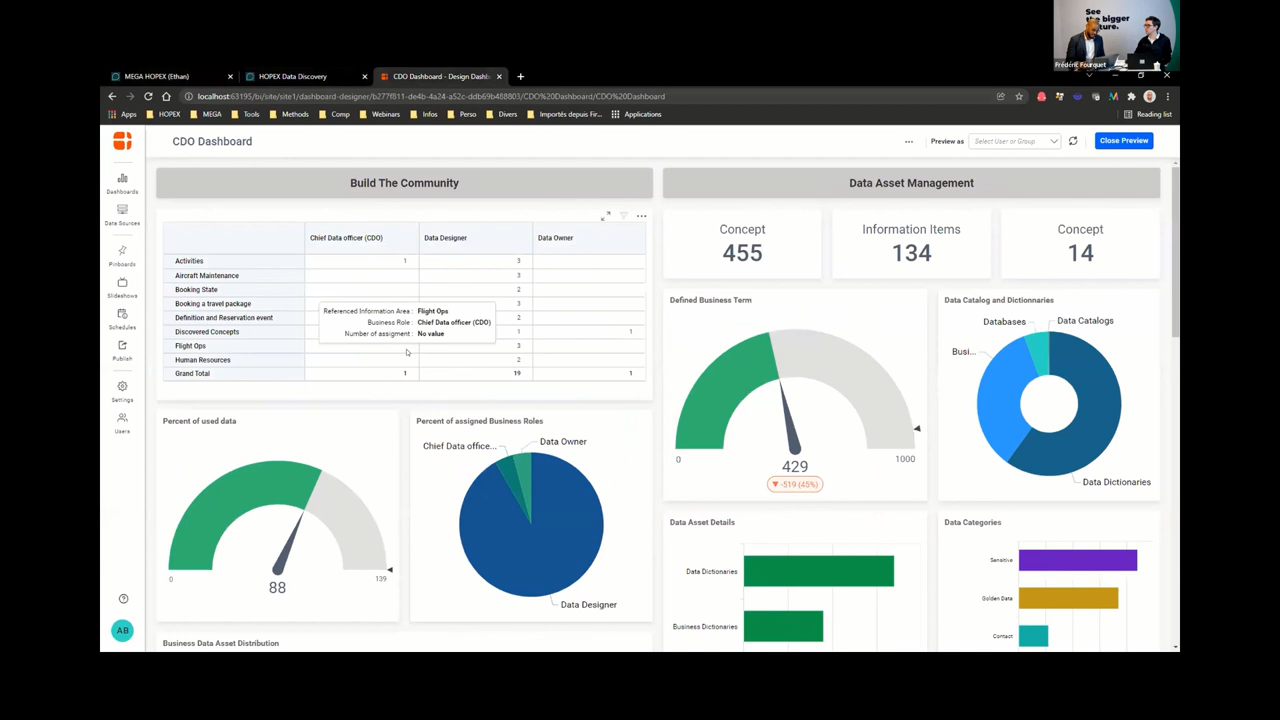 See
the bigger
Frédéric Fourquet
MEGA HOPEX (Ethan)
HOPEX Data Discovery
CDO Dashboard - Design Dashb
localhost:63195/bi/site/site1/dashboard-designer/b277f811-de4b-4a24-a52c-ddb69b488803/CDO%20Dashboard/CDO%20Dashboard
Apps HOPEX MEGA Tools Methods Comp Webinars Infos Perso Divers Importés depuis Fir... Applications Reading list
CDO Dashboard
Preview as
Select User or Group
Close Preview
Dashboards
Data Sources
Pinboards
Slideshows
Schedules
Publish
Settings
Users
AB
Build The Community
Chief Data officer (CDO) Data Designer Data Owner
Activities 1 3
Aircraft Maintenance 3
Booking State 2
Booking a travel package 3
Definition and Reservation event 2
Discovered Concepts 1 1
Flight Ops 3
Human Resources 2
Grand Total 1 19 1
Referenced Information Area : Flight Ops
Business Role : Chief Data officer (CDO)
Number of assigment : No value
Percent of used data
0
139
88
Percent of assigned Business Roles
Chief Data office...
Data Owner
Data Designer
Business Data Asset Distribution
Data Asset Management
Concept
455
Information Items
134
Concept
14
Defined Business Term
0
1000
429
-519 (45%)
Data Catalog and Dictionnaries
Databases
Data Catalogs
Busi...
Data Dictionaries
Data Asset Details
Data Dictionaries
Business Dictionaries
Data Categories
Sensitive
Golden Data
Contact